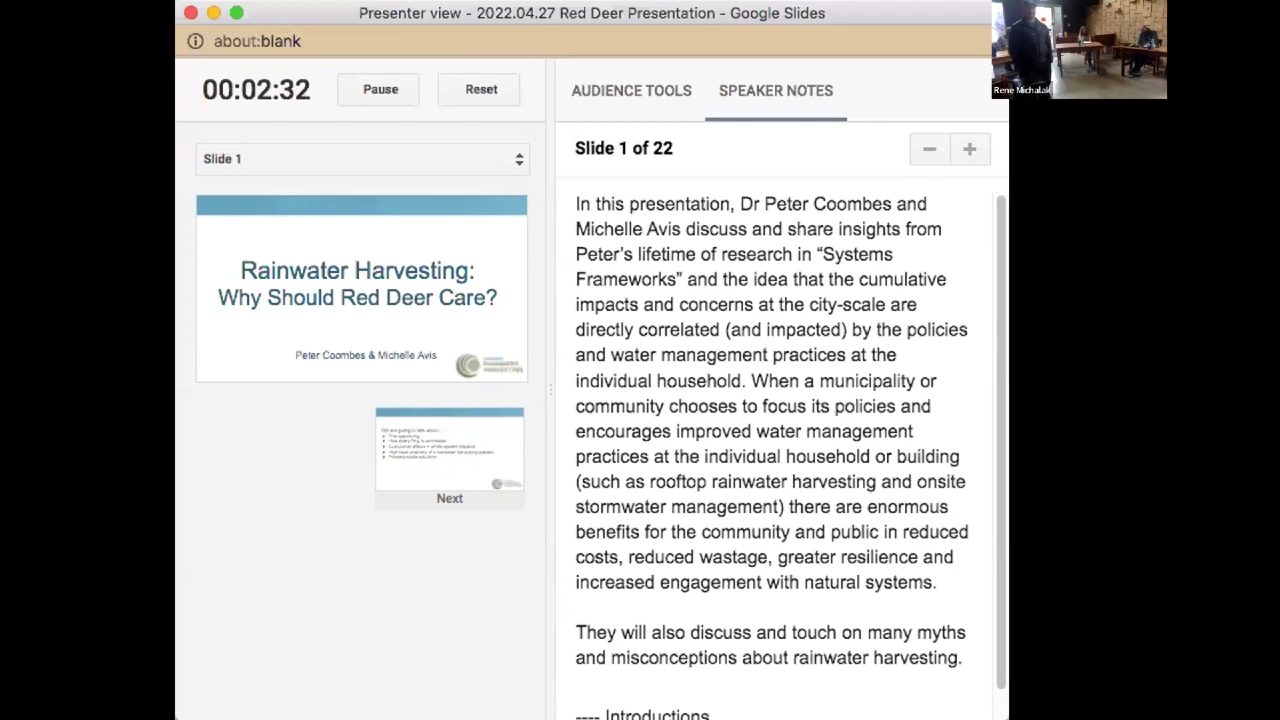 Presenter view - 2022.04.27 Red Deer Presentation - Google Slides
about:blank
00:02:32
Pause
Reset
AUDIENCE TOOLS
SPEAKER NOTES
Rene Michalak
Slide 1
Slide 1 of 22
Rainwater Harvesting:
Why Should Red Deer Care?
Peter Coombes & Michelle Avis
Next
In this presentation, Dr Peter Coombes and
Michelle Avis discuss and share insights from
Peter’s lifetime of research in “Systems
Frameworks” and the idea that the cumulative
impacts and concerns at the city-scale are
directly correlated (and impacted) by the policies
and water management practices at the
individual household. When a municipality or
community chooses to focus its policies and
encourages improved water management
practices at the individual household or building
(such as rooftop rainwater harvesting and onsite
stormwater management) there are enormous
benefits for the community and public in reduced
costs, reduced wastage, greater resilience and
increased engagement with natural systems.
They will also discuss and touch on many myths
and misconceptions about rainwater harvesting.
---- Introductions